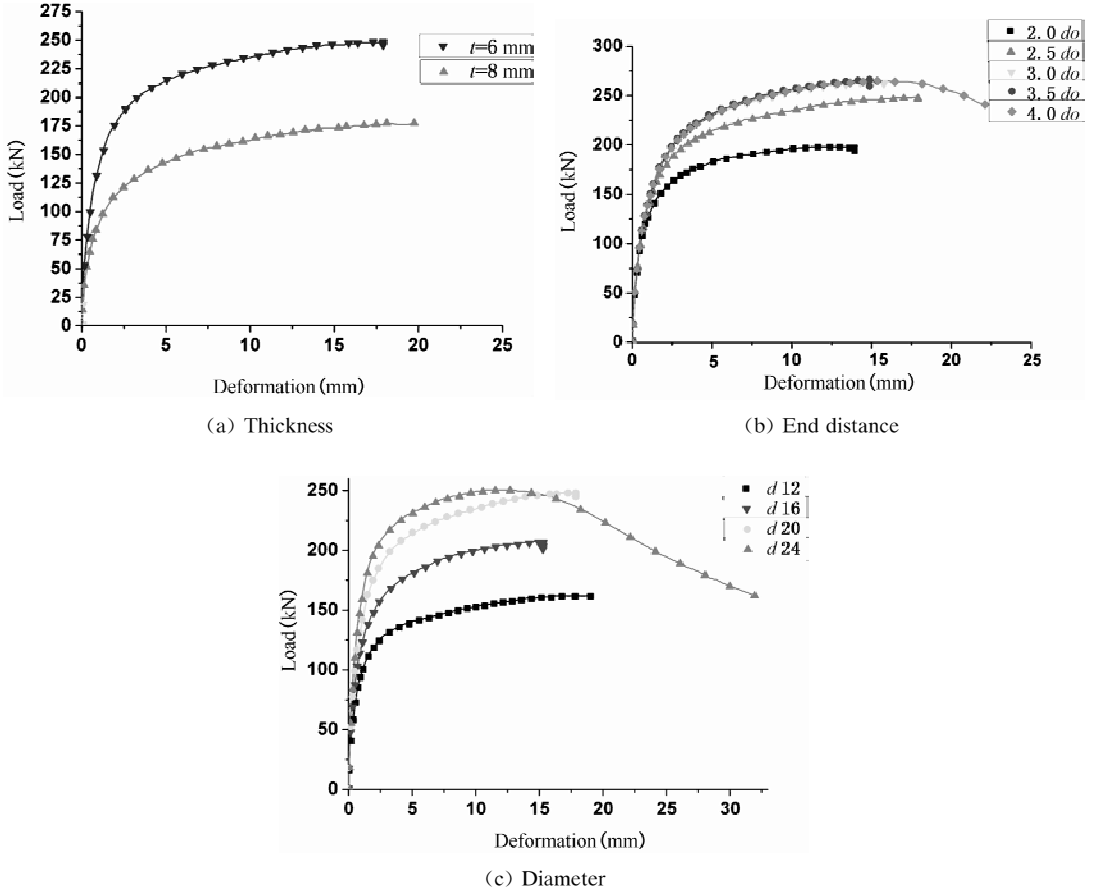 275
250
225
200
175
150
125
100
75
50
25
0
Load (kN)
t=6 mm
t=8 mm
0 5 10 15 20 25
Deformation (mm)
(a) Thickness
300
250
200
150
100
50
0
Load (kN)
2.0 do
2.5 do
3.0 do
3.5 do
4.0 do
0 5 10 15 20 25
Deformation (mm)
(b) End distance
250
200
150
100
50
0
Load (kN)
d 12
d 16
d 20
d 24
0 5 10 15 20 25 30
Deformation (mm)
(c) Diameter